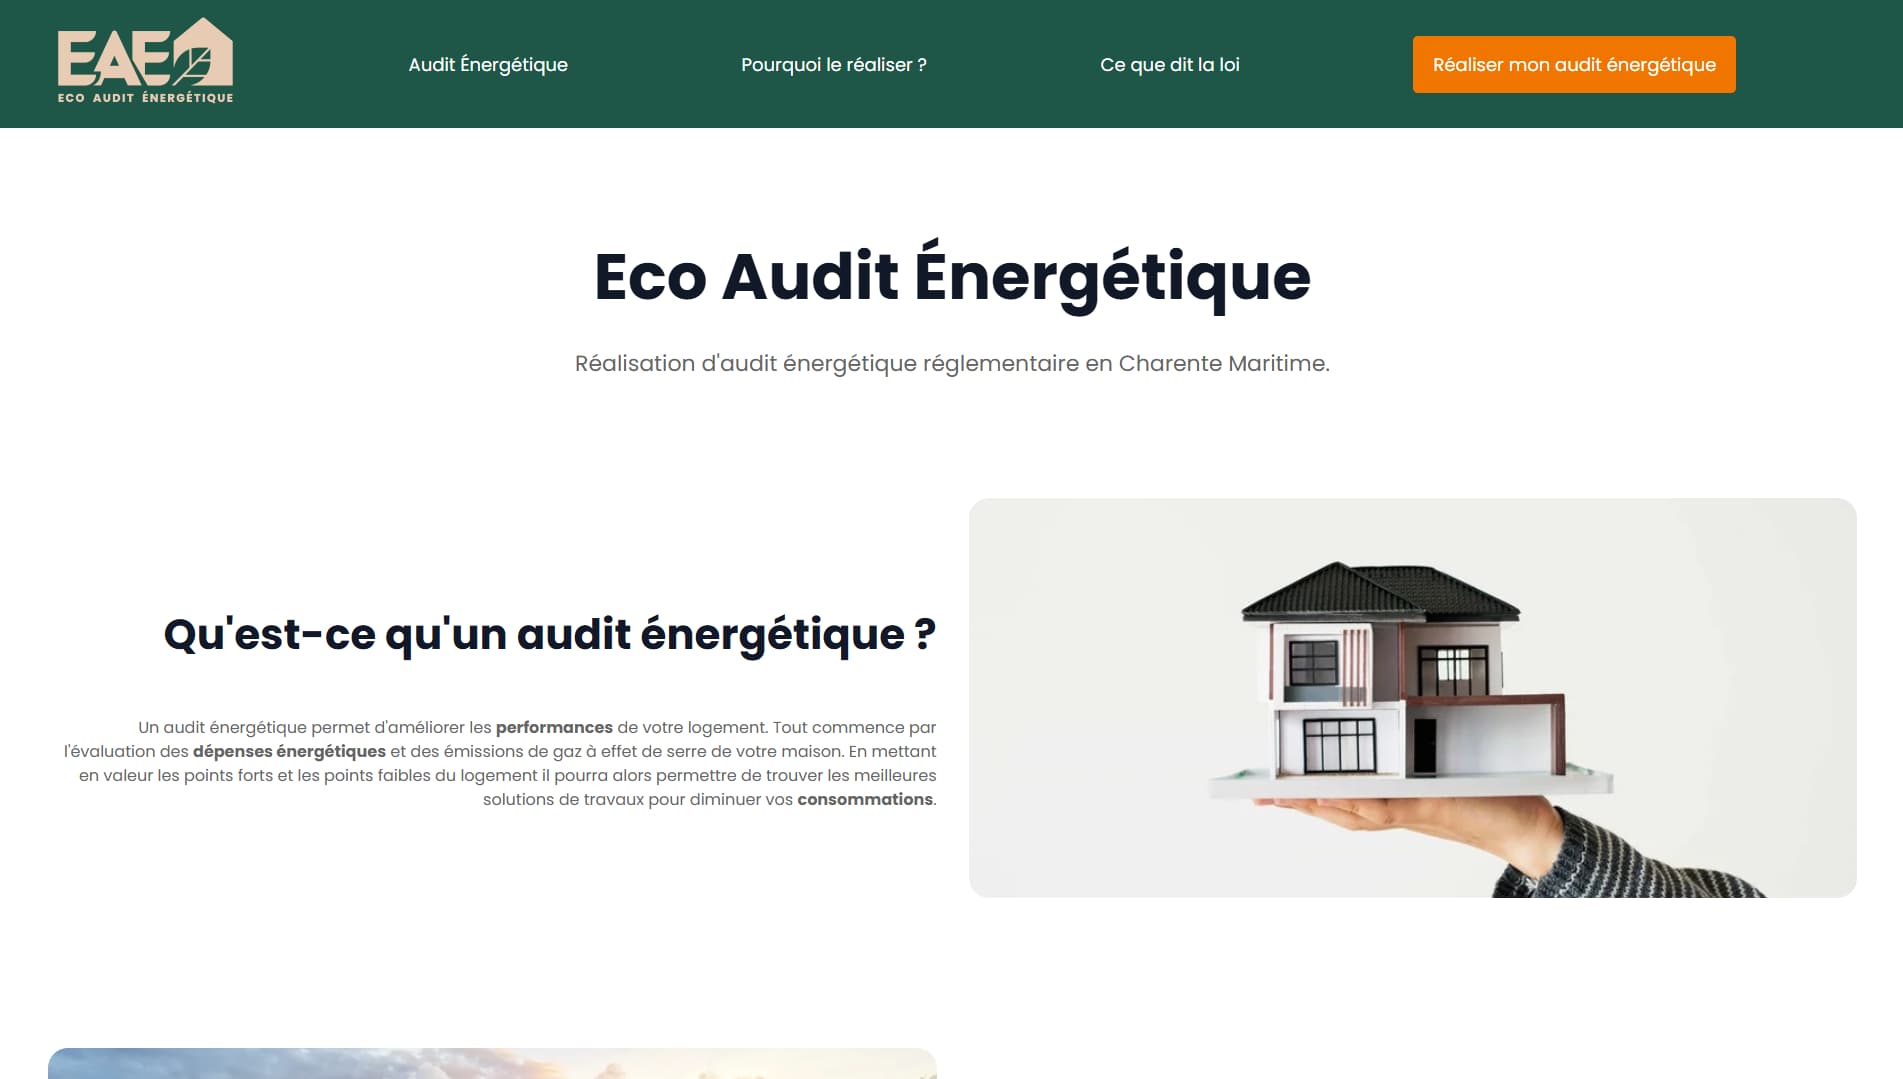 EAE
ECO AUDIT ÉNERGÉTIQUE
Audit Énergétique
Pourquoi le réaliser ?
Ce que dit la loi
Réaliser mon audit énergétique
Eco Audit Énergétique
Réalisation d'audit énergétique réglementaire en Charente Maritime.
Qu'est-ce qu'un audit énergétique ?
Un audit énergétique permet d'améliorer les performances de votre logement. Tout commence par
l'évaluation des dépenses énergétiques et des émissions de gaz à effet de serre de votre maison. En mettant
en valeur les points forts et les points faibles du logement il pourra alors permettre de trouver les meilleures
solutions de travaux pour diminuer vos consommations.